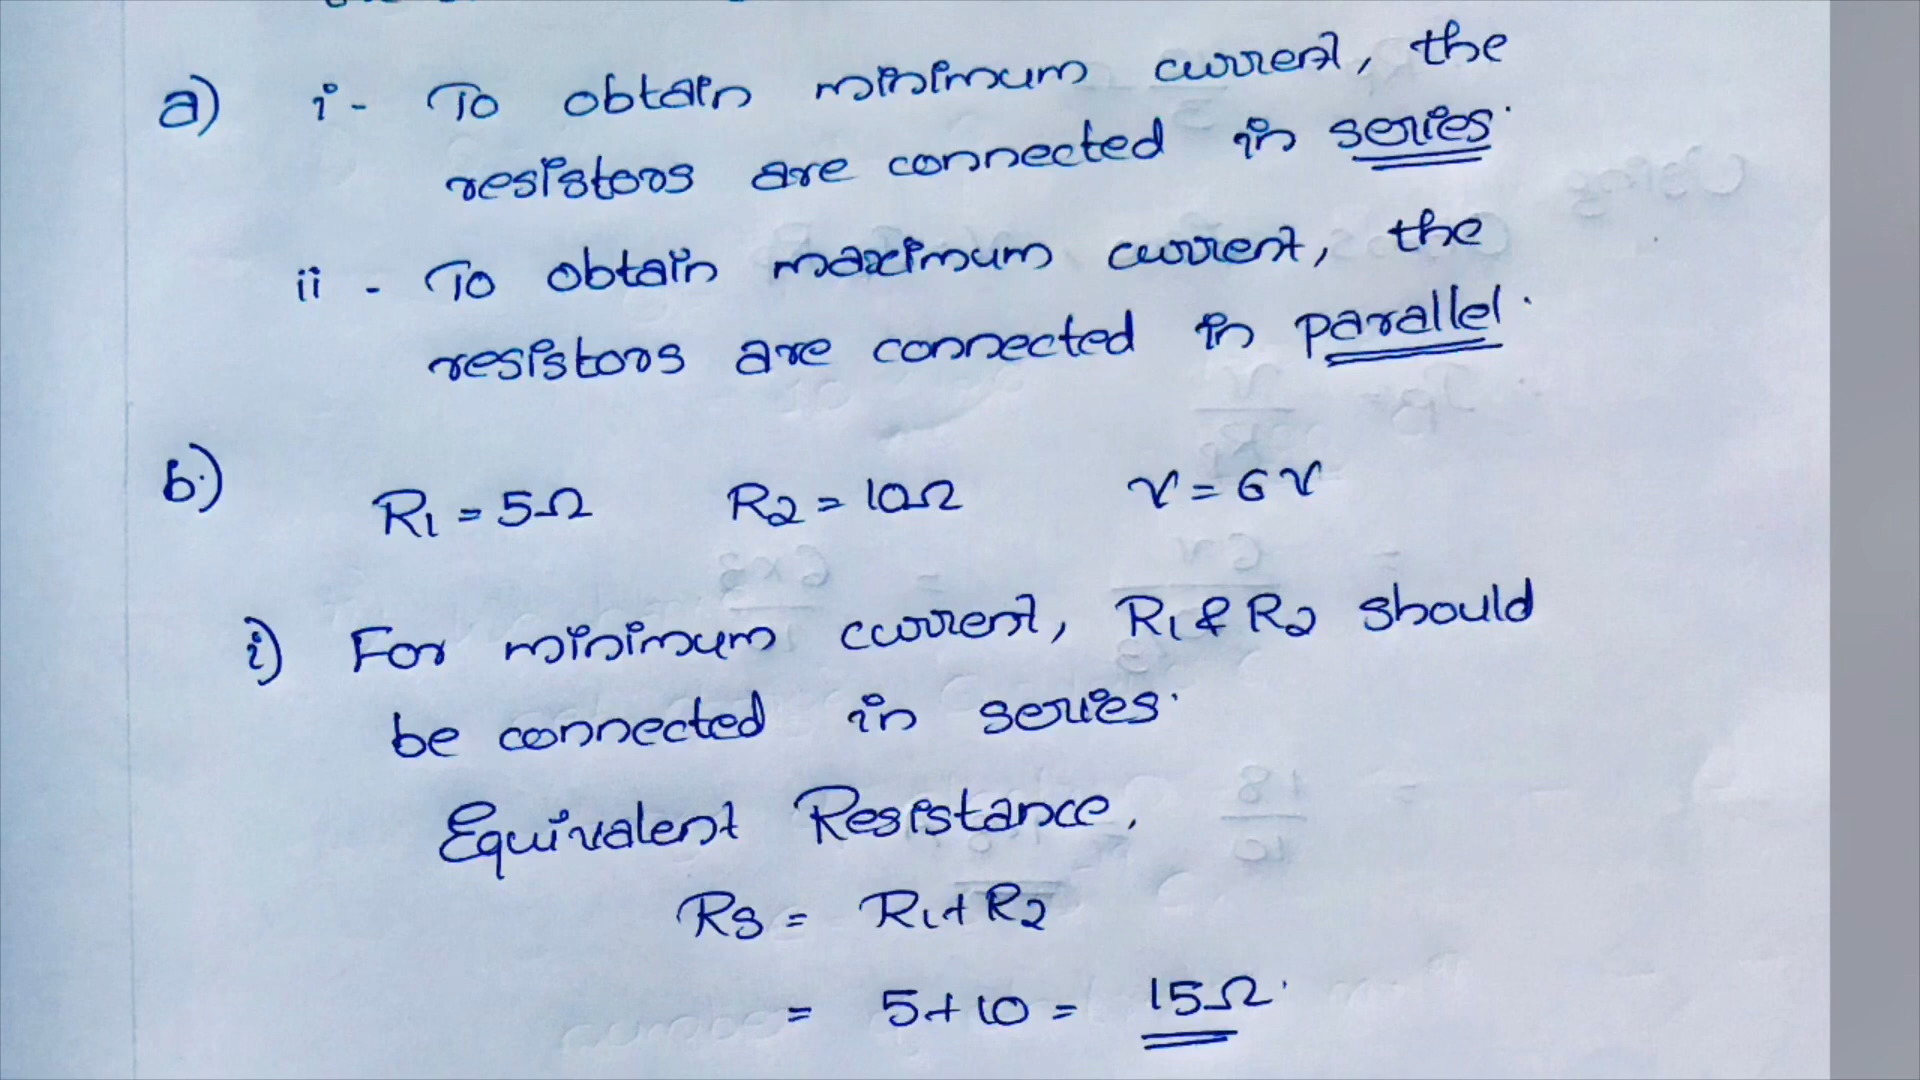 a) i - To obtain minimum current, the
resistors are connected in series.
ii - To obtain maximum current, the
resistors are connected in parallel.
b.) R1 = 5Ω R2 = 10Ω V = 6V
i) For minimum current, R1 & R2 should
be connected in series.
Equivalent Resistance,
RS = R1 + R2
= 5 + 10 = 15Ω.